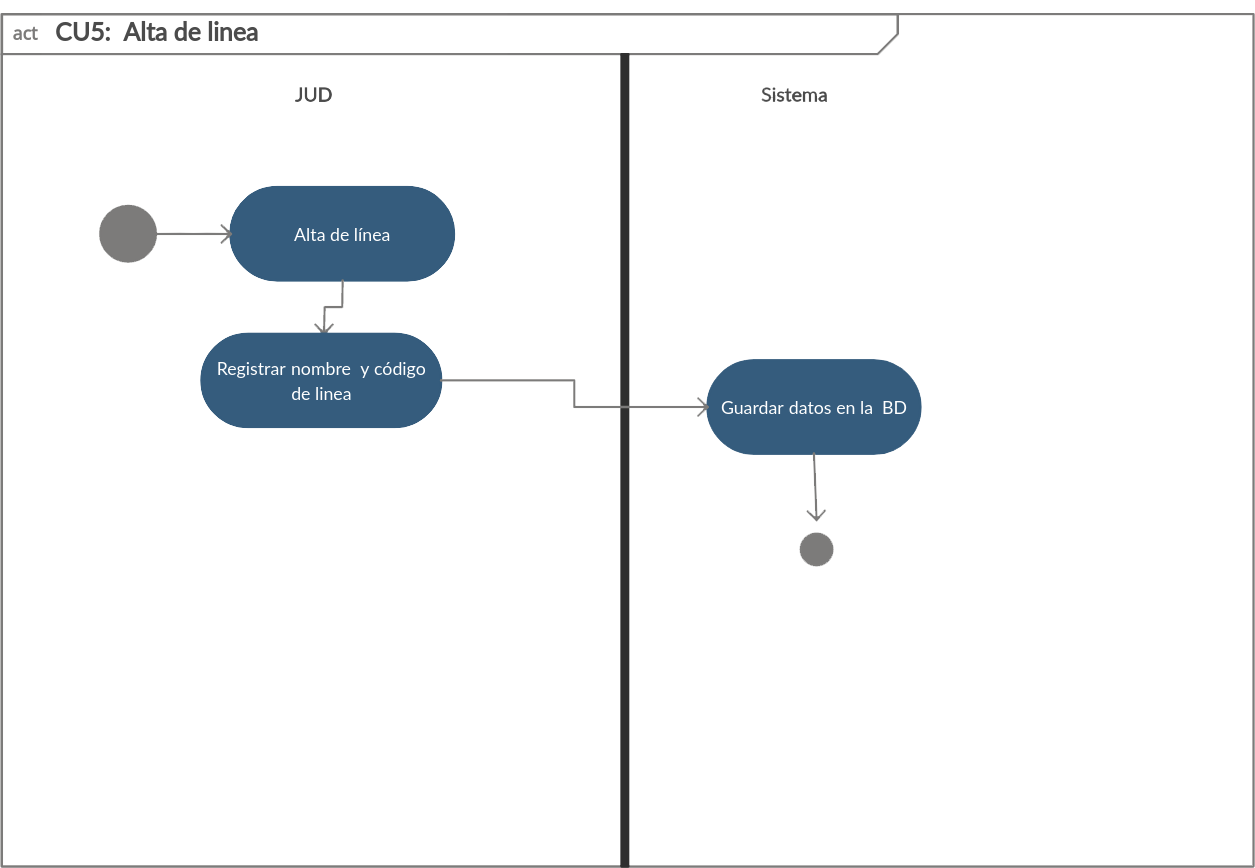 act CU5: Alta de linea
JUD
Sistema
Alta de línea
Registrar nombre y código
de linea
Guardar datos en la BD